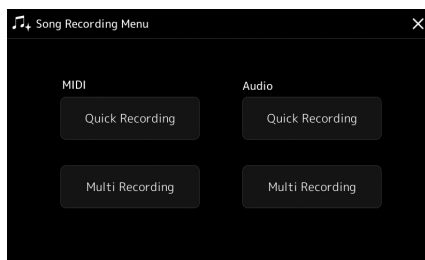 Song Recording Menu
MIDI
Audio
Quick Recording
Quick Recording
Multi Recording
Multi Recording